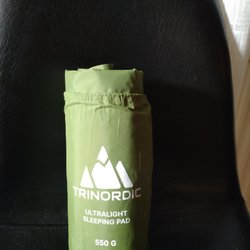 TRINORDIC
ULTRALIGHT
SLEEPING PAD
550 G